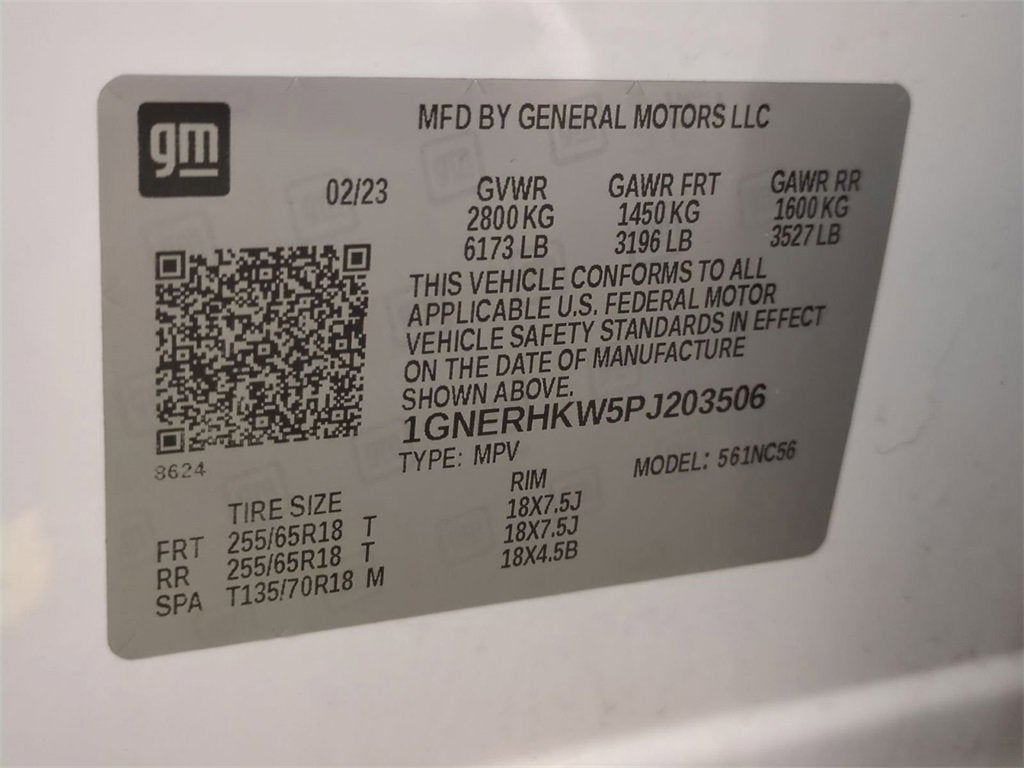 gm
MFD BY GENERAL MOTORS LLC
02/23 GVWR GAWR FRT GAWR RR
2800 KG 1450 KG 1600 KG
6173 LB 3196 LB 3527 LB
THIS VEHICLE CONFORMS TO ALL
APPLICABLE U.S. FEDERAL MOTOR
VEHICLE SAFETY STANDARDS IN EFFECT
ON THE DATE OF MANUFACTURE
SHOWN ABOVE.
1GNERHKW5PJ203506
8624
TYPE: MPV MODEL: 561NC56
TIRE SIZE RIM
FRT 255/65R18 T 18X7.5J
RR 255/65R18 T 18X7.5J
SPA T135/70R18 M 18X4.5B